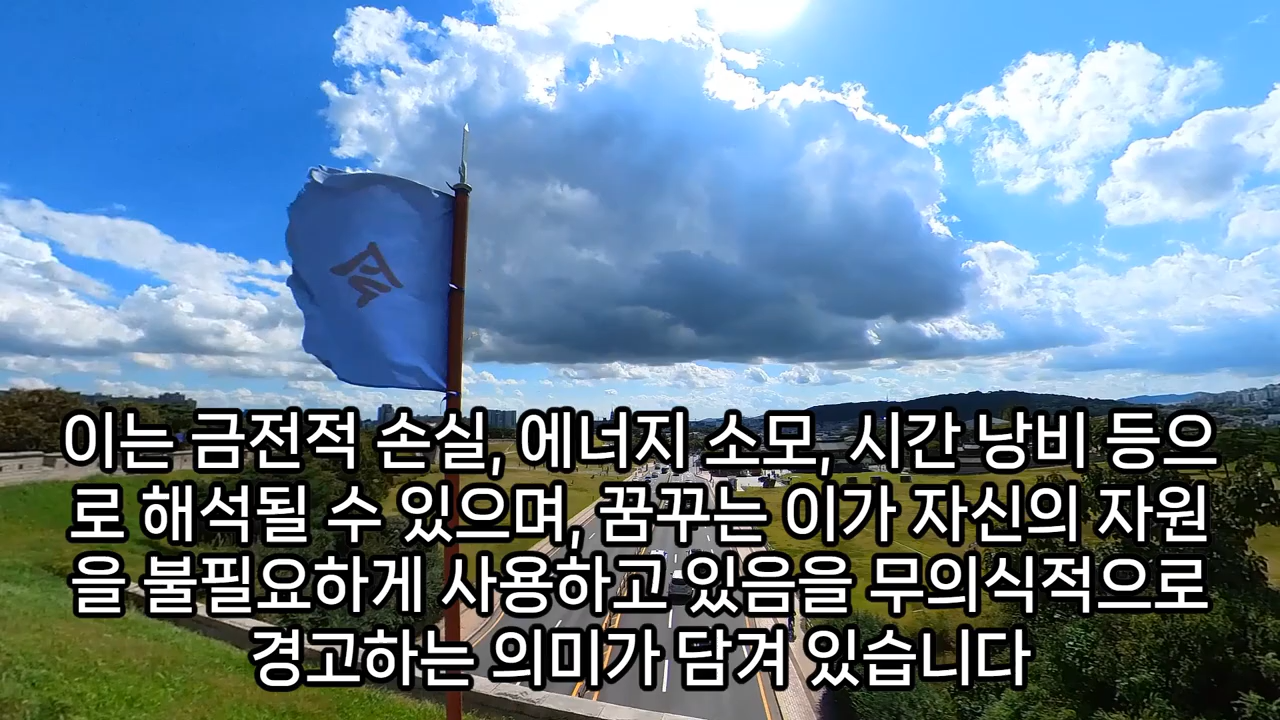 이는 금전적 손실, 에너지 소모, 시간 낭비 등으
로 해석될 수 있으며, 꿈꾸는 이가 자신의 자원
을 불필요하게 사용하고 있음을 무의식적으로
경고하는 의미가 담겨 있습니다